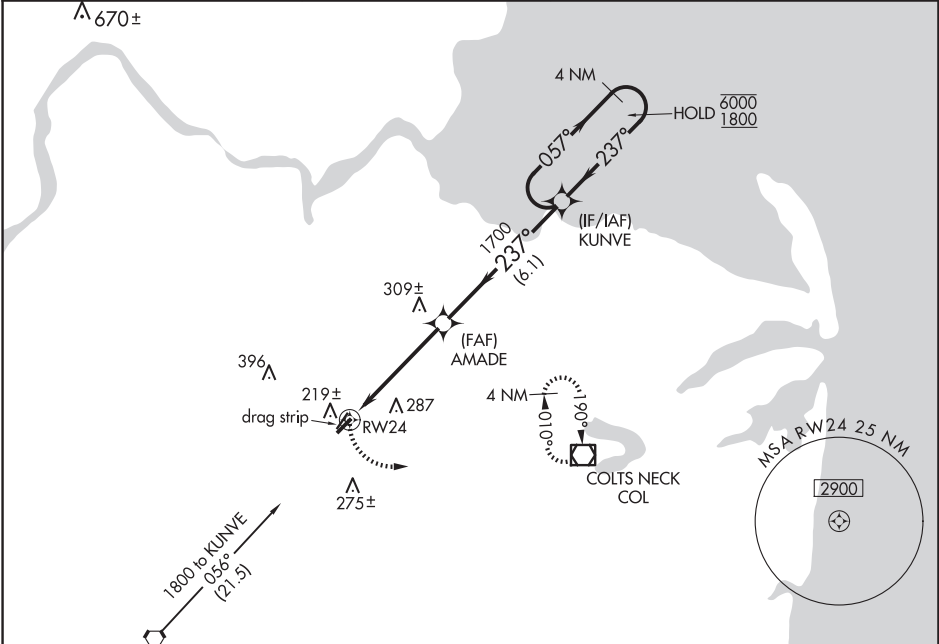 670±
4 NM
HOLD 6000
1800
057°
237°
(IF/IAF)
KUNVE
1700
237°
(6.1)
309±
(FAF)
AMADE
396
219±
287
drag strip
RW24
4 NM
010°
190°
COLTS NECK
COL
275±
MSA RW24 25 NM
2900
1800 to KUNVE
056°
(21.5)